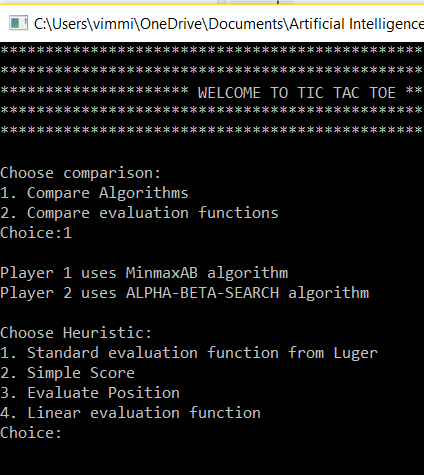 C:\Users\vimmi\OneDrive\Documents\Artificial Intelligence
***********************************************
***********************************************
********************* WELCOME TO TIC TAC TOE **
***********************************************
***********************************************
Choose comparison:
1. Compare Algorithms
2. Compare evaluation functions
Choice:1
Player 1 uses MinmaxAB algorithm
Player 2 uses ALPHA-BETA-SEARCH algorithm
Choose Heuristic:
1. Standard evaluation function from Luger
2. Simple Score
3. Evaluate Position
4. Linear evaluation function
Choice: